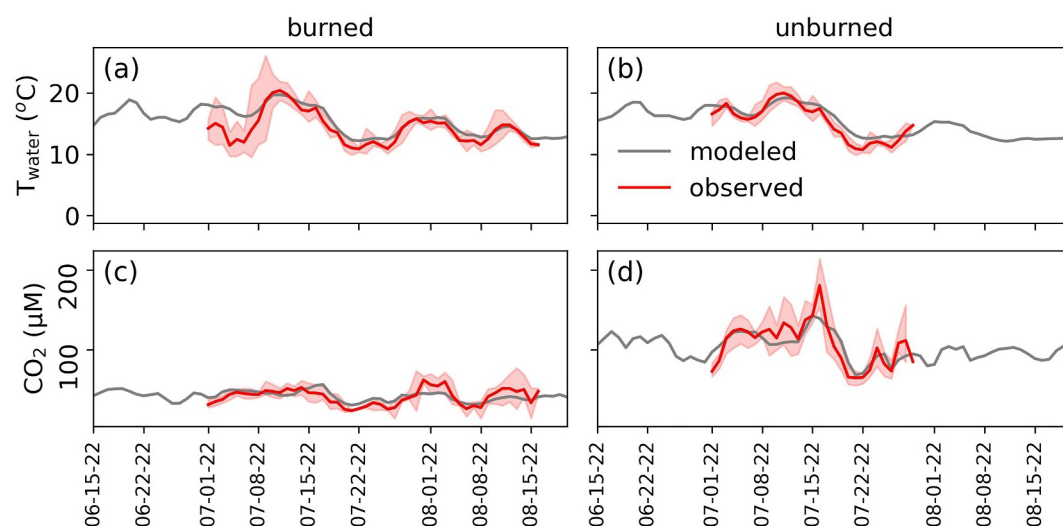 burned
unburned
(a)
(b)
T_water (°C)
20
10
0
modeled
observed
(c)
(d)
CO₂ (μM)
200
100
06-15-22
06-22-22
07-01-22
07-08-22
07-15-22
07-22-22
08-01-22
08-08-22
08-15-22
06-15-22
06-22-22
07-01-22
07-08-22
07-15-22
07-22-22
08-01-22
08-08-22
08-15-22